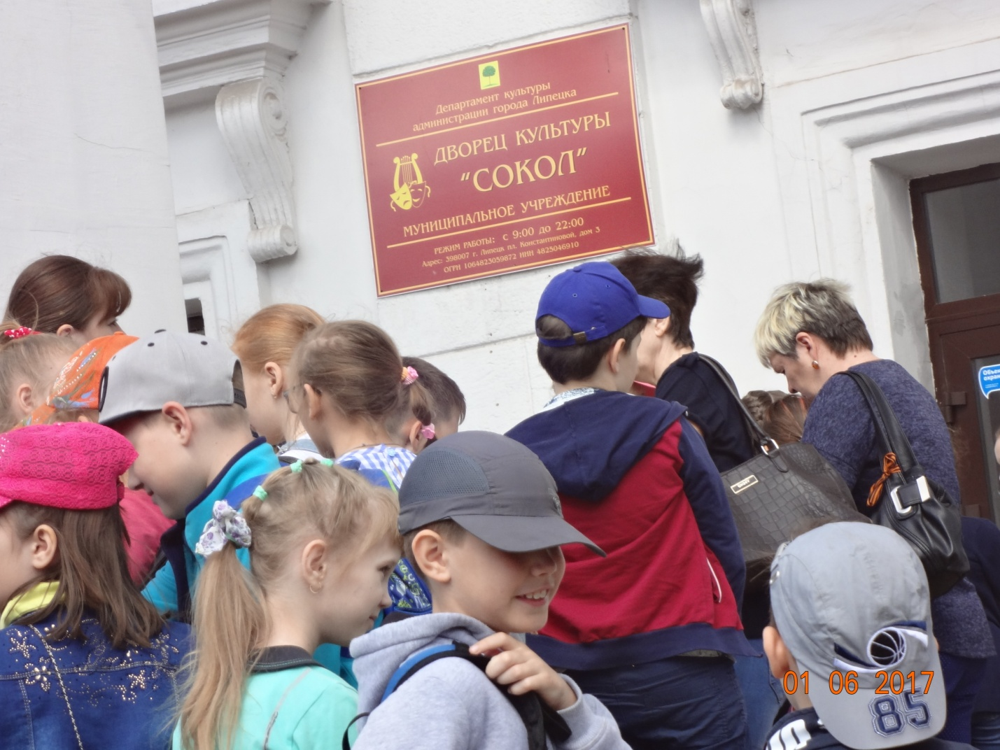 Департамент культуры
администрации города Липецка
ДВОРЕЦ КУЛЬТУРЫ
"СОКОЛ"
МУНИЦИПАЛЬНОЕ УЧРЕЖДЕНИЕ
РЕЖИМ РАБОТЫ: с 9:00 до 22:00
Адрес: 398007 г. Липецк пл. Константиновой, дом 3
ОГРН 1064823059872 ИНН 4825046910
01 06 2017
85